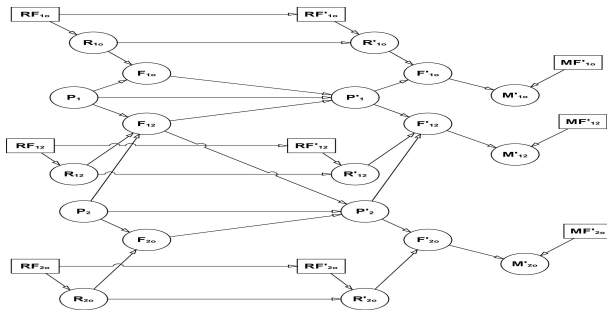 RF₁ₒ RF'₁ₒ
R₁ₒ R'₁ₒ
MF'₁ₒ
F₁ₒ F'₁ₒ
P₁ P'₁ M'₁ₒ
F₁₂ F'₁₂ MF'₁₂
RF₁₂ RF'₁₂
M'₁₂
R₁₂ R'₁₂
P₂ P'₂
F₂ₒ F'₂ₒ MF'₂ₒ
RF₂ₒ RF'₂ₒ M'₂ₒ
R₂ₒ R'₂ₒ